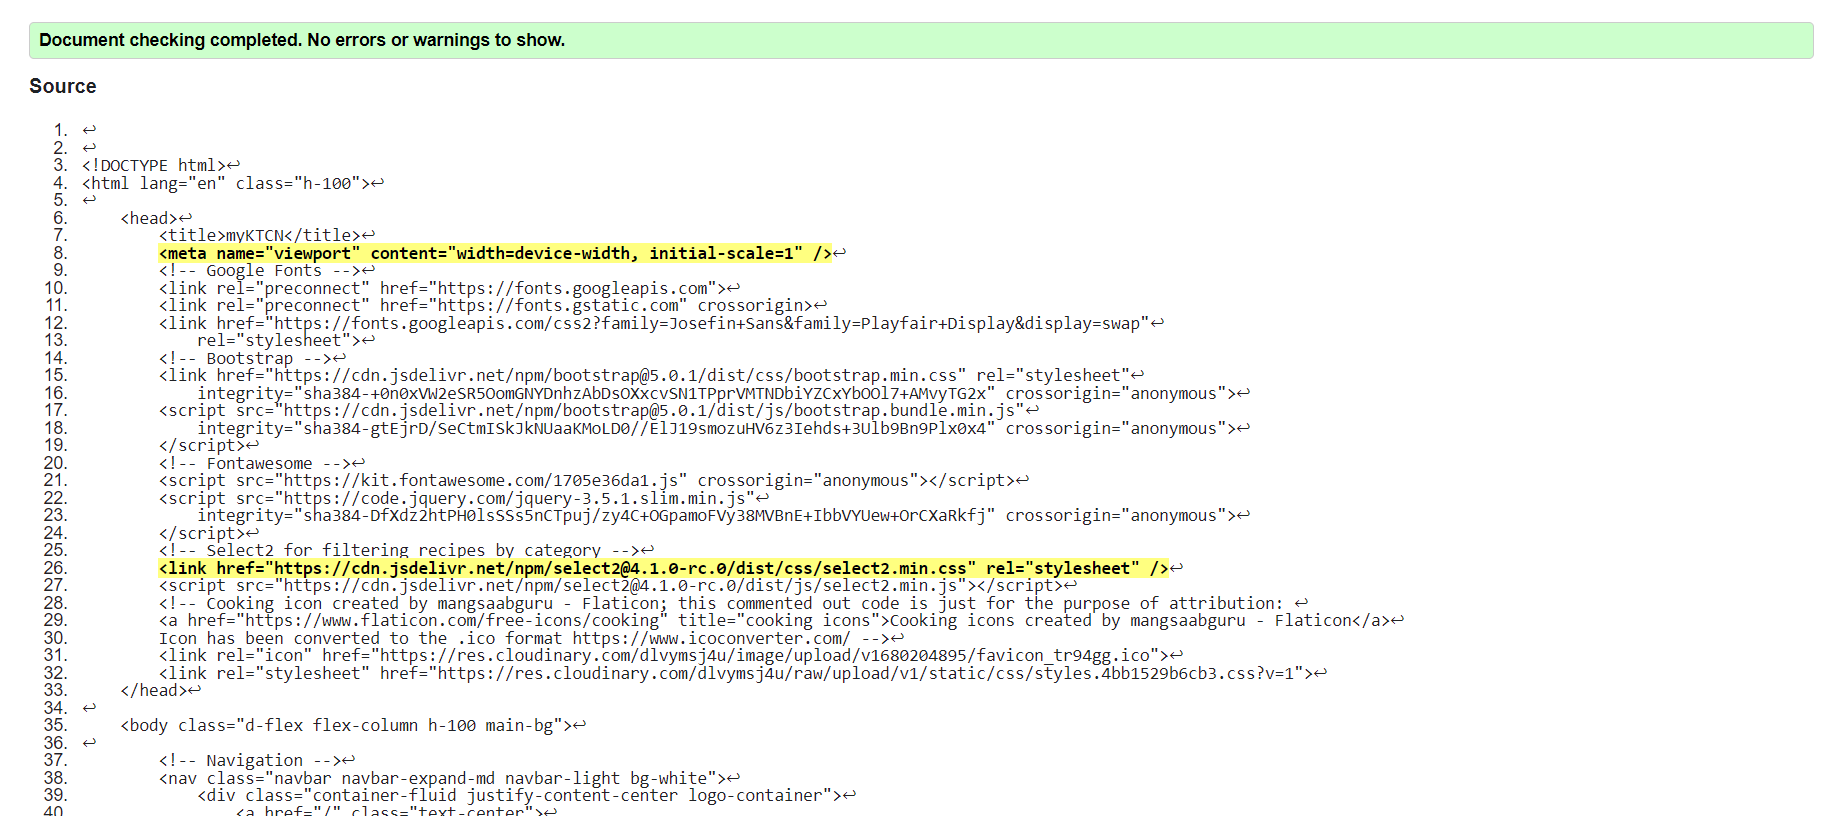 Document checking completed. No errors or warnings to show.
Source
1. ↩
2. ↩
3. <!DOCTYPE html>↩
4. <html lang="en" class="h-100">↩
5. ↩
6. <head>↩
7. <title>myKTCN</title>↩
8. <meta name="viewport" content="width=device-width, initial-scale=1" />↩
9. <!-- Google Fonts -->↩
10. <link rel="preconnect" href="https://fonts.googleapis.com">↩
11. <link rel="preconnect" href="https://fonts.gstatic.com" crossorigin>↩
12. <link href="https://fonts.googleapis.com/css2?family=Josefin+Sans&family=Playfair+Display&display=swap"↩
13. rel="stylesheet">↩
14. <!-- Bootstrap -->↩
15. <link href="https://cdn.jsdelivr.net/npm/bootstrap@5.0.1/dist/css/bootstrap.min.css" rel="stylesheet"↩
16. integrity="sha384-+0n0xVW2eSR5OomGNYDnhzAbDsOXxcvSN1TPprVMTNDbiYZCxYbOOl7+AMvyTG2x" crossorigin="anonymous">↩
17. <script src="https://cdn.jsdelivr.net/npm/bootstrap@5.0.1/dist/js/bootstrap.bundle.min.js"↩
18. integrity="sha384-gtEjrD/SeCtmISkJkNUaaKMoLD0//ElJ19smozuHV6z3Iehds+3Ulb9Bn9Plx0x4" crossorigin="anonymous">↩
19. </script>↩
20. <!-- Fontawesome -->↩
21. <script src="https://kit.fontawesome.com/1705e36da1.js" crossorigin="anonymous"></script>↩
22. <script src="https://code.jquery.com/jquery-3.5.1.slim.min.js"↩
23. integrity="sha384-DfXdz2htPH0lsSSs5nCTpuj/zy4C+OGpamoFVy38MVBnE+IbbVYUew+OrCXaRkfj" crossorigin="anonymous">↩
24. </script>↩
25. <!-- Select2 for filtering recipes by category -->↩
26. <link href="https://cdn.jsdelivr.net/npm/select2@4.1.0-rc.0/dist/css/select2.min.css" rel="stylesheet" />↩
27. <script src="https://cdn.jsdelivr.net/npm/select2@4.1.0-rc.0/dist/js/select2.min.js"></script>↩
28. <!-- Cooking icon created by mangsaabguru - Flaticon; this commented out code is just for the purpose of attribution: ↩
29. <a href="https://www.flaticon.com/free-icons/cooking" title="cooking icons">Cooking icons created by mangsaabguru - Flaticon</a>↩
30. Icon has been converted to the .ico format https://www.icoconverter.com/ -->↩
31. <link rel="icon" href="https://res.cloudinary.com/dlvymsj4u/image/upload/v1680204895/favicon_tr94gg.ico">↩
32. <link rel="stylesheet" href="https://res.cloudinary.com/dlvymsj4u/raw/upload/v1/static/css/styles.4bb1529b6cb3.css?v=1">↩
33. </head>↩
34. ↩
35. <body class="d-flex flex-column h-100 main-bg">↩
36. ↩
37. <!-- Navigation -->↩
38. <nav class="navbar navbar-expand-md navbar-light bg-white">↩
39. <div class="container-fluid justify-content-center logo-container">↩
40. <a href="/" class="text-center">↩